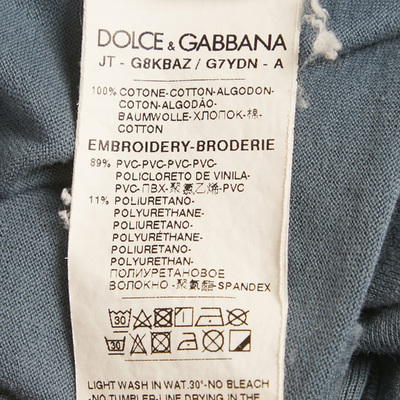 DOLCE & GABBANA
JT - G8KBAZ / G7YDN - A
100% COTONE-COTTON-ALGODON-
COTON-ALGODÃO-
BAUMWOLLE-ХЛОПОК-棉-
COTTON
EMBROIDERY-BRODERIE
89% PVC-PVC-PVC-PVC-
POLICLORETO DE VINILA-
PVC-ПВХ-聚氯乙烯-PVC
11% POLIURETANO-
POLYURETHANE-
POLIURETANO-
POLYURETHANE-
POLIURETANO-
POLYURETHAN-
ПОЛИУРЕТАНОВОЕ
ВОЛОКНО-聚氨酯-SPANDEX
30
30
LIGHT WASH IN WAT.30°-NO BLEACH
-NO TUMBLE-LINE DRYING IN THE